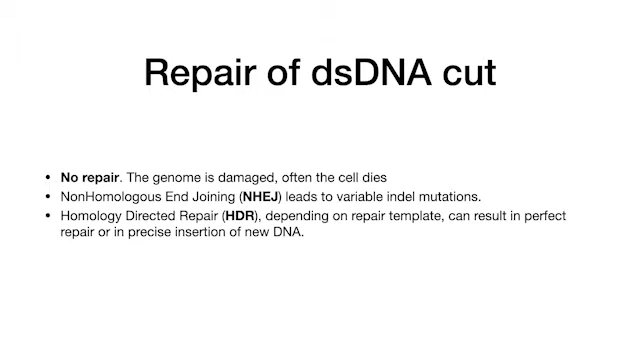 Repair of dsDNA cut
• No repair. The genome is damaged, often the cell dies
• NonHomologous End Joining (NHEJ) leads to variable indel mutations.
• Homology Directed Repair (HDR), depending on repair template, can result in perfect
repair or in precise insertion of new DNA.